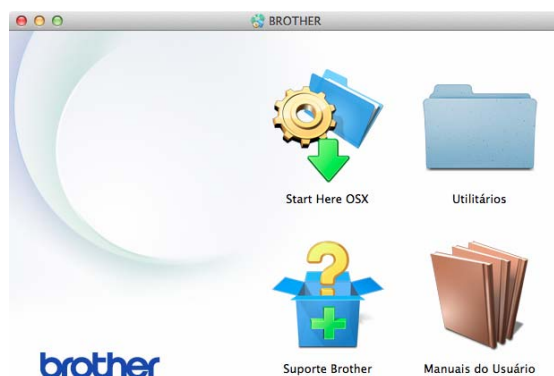 BROTHER
Start Here OSX
Utilitários
Suporte Brother
Manuais do Usuário
brother